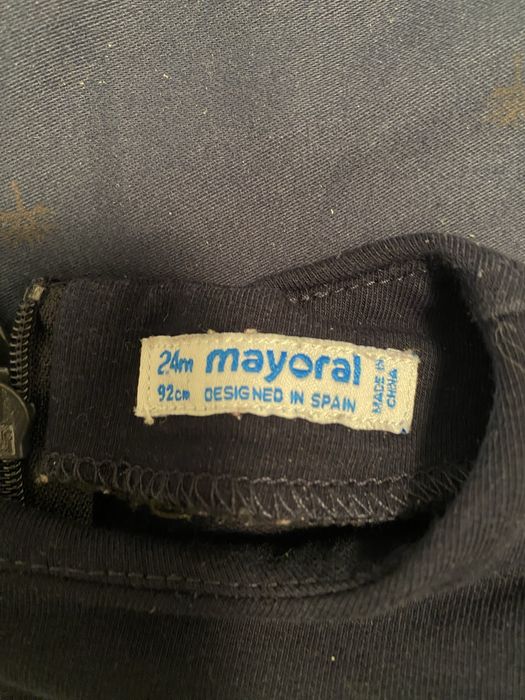 24m mayoral
92cm DESIGNED IN SPAIN
MADE IN
CHINA